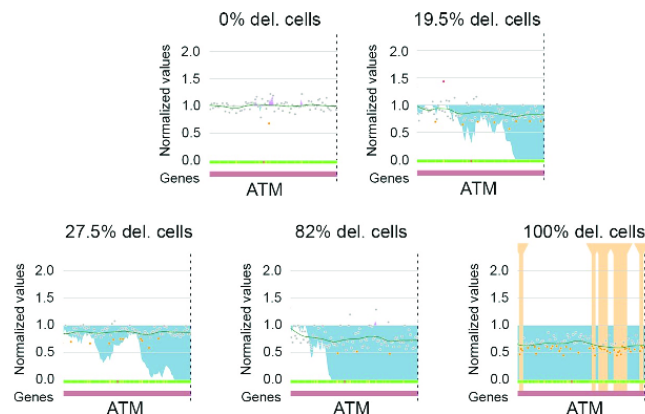 0% del. cells
Normalized values
2.0
1.5
1.0
0.5
0.0
Genes
ATM
19.5% del. cells
Normalized values
2.0
1.5
1.0
0.5
0.0
Genes
ATM
27.5% del. cells
Normalized values
2.0
1.5
1.0
0.5
0.0
Genes
ATM
82% del. cells
Normalized values
2.0
1.5
1.0
0.5
0.0
Genes
ATM
100% del. cells
Normalized values
2.0
1.5
1.0
0.5
0.0
Genes
ATM